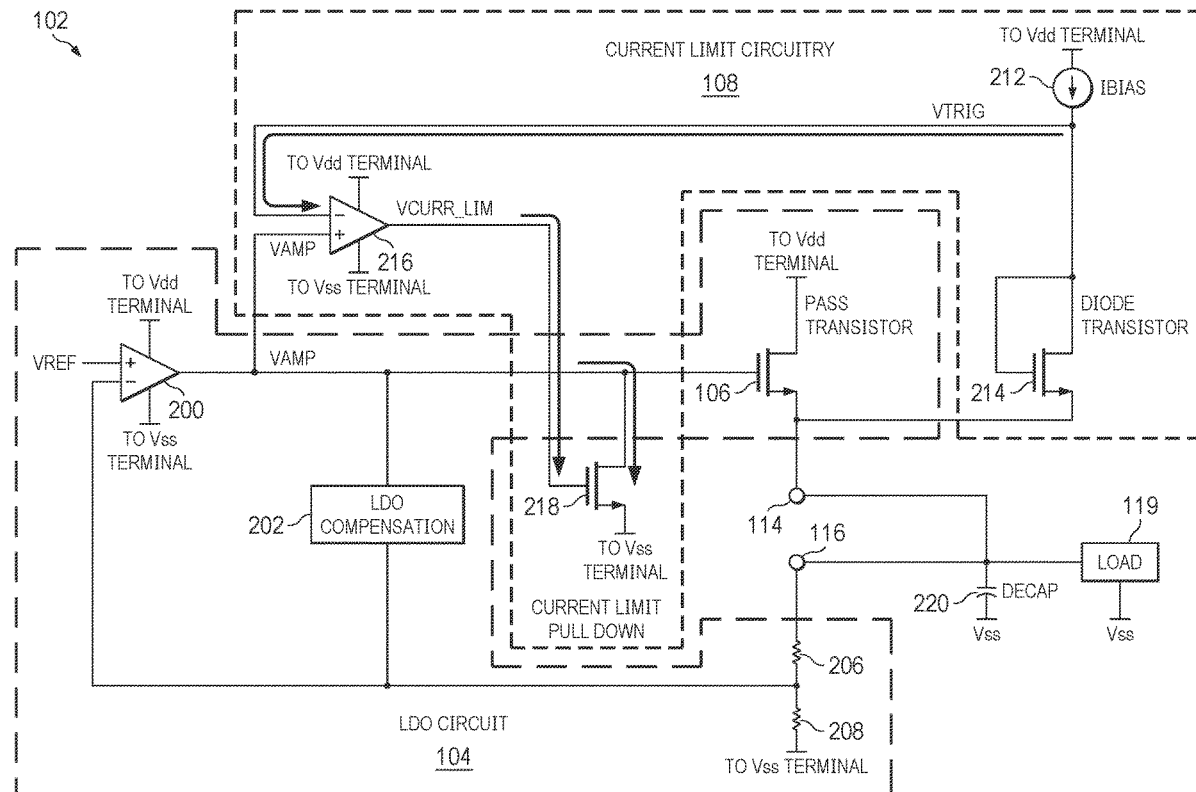 102
CURRENT LIMIT CIRCUITRY
108
TO Vdd TERMINAL
212
IBIAS
VTRIG
TO Vdd TERMINAL
VCURR_LIM
−
+
VAMP
216
TO Vss TERMINAL
TO Vdd
TERMINAL
PASS
TRANSISTOR
DIODE
TRANSISTOR
TO Vdd
TERMINAL
VREF
+
−
VAMP
200
TO Vss
TERMINAL
106
214
202
LDO
COMPENSATION
218
TO Vss
TERMINAL
CURRENT LIMIT
PULL DOWN
114
116
119
LOAD
220
DECAP
Vss
Vss
206
208
TO Vss TERMINAL
LDO CIRCUIT
104